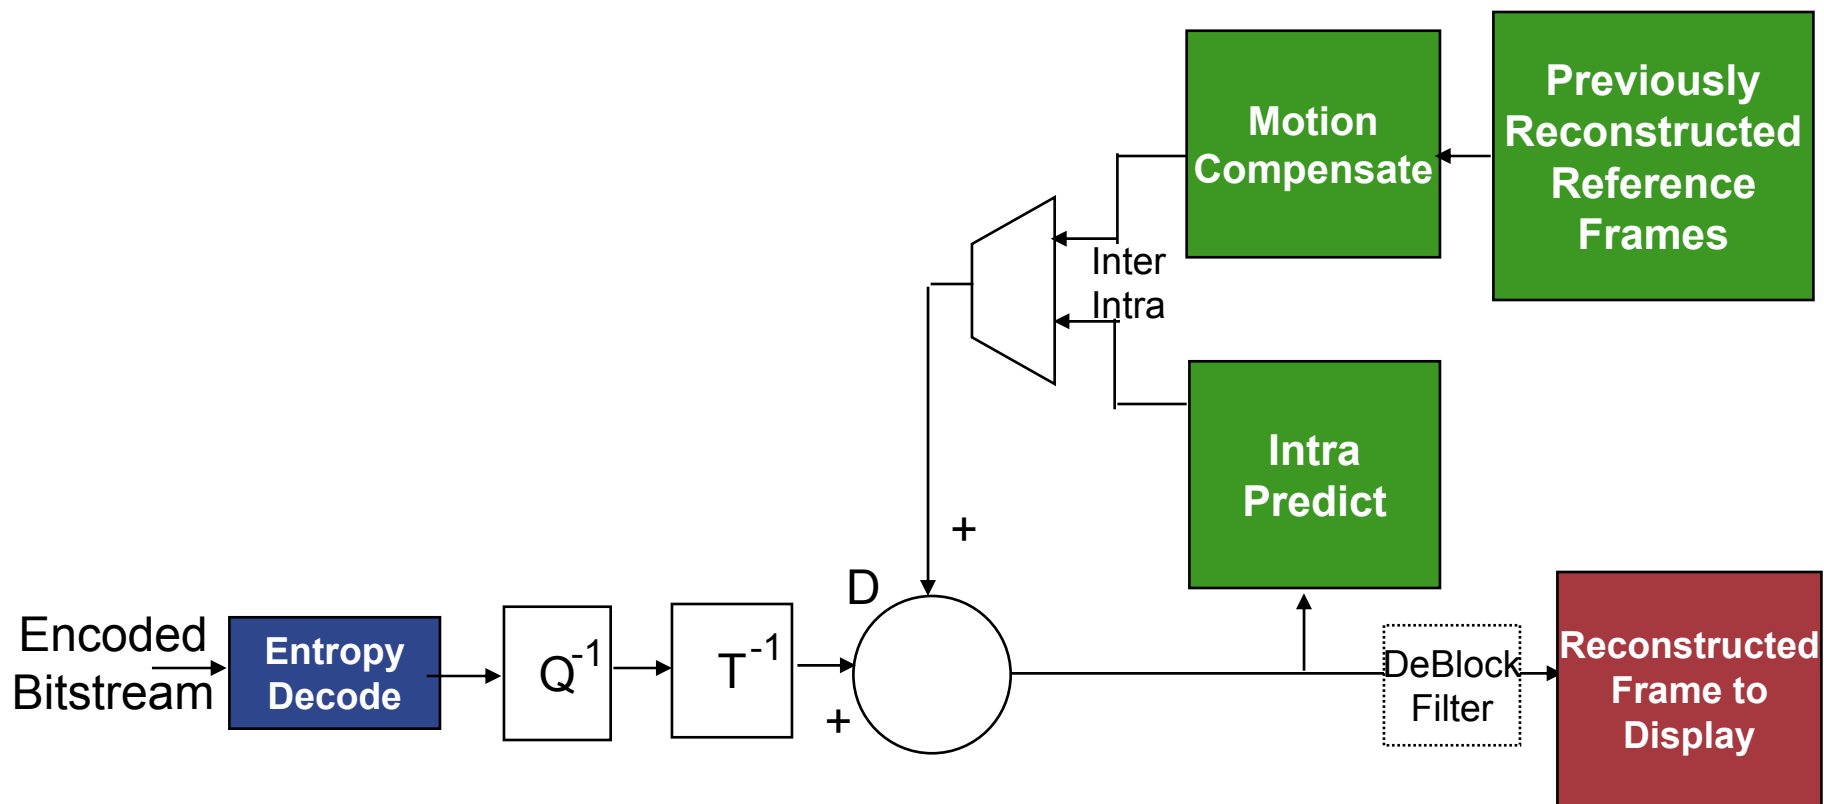 Previously
Reconstructed
Reference
Frames
Motion
Compensate
Inter
Intra
Intra
Predict
+
D
Encoded
Bitstream
Entropy
Decode
Q-1
T-1
+
DeBlock
Filter
Reconstructed
Frame to
Display